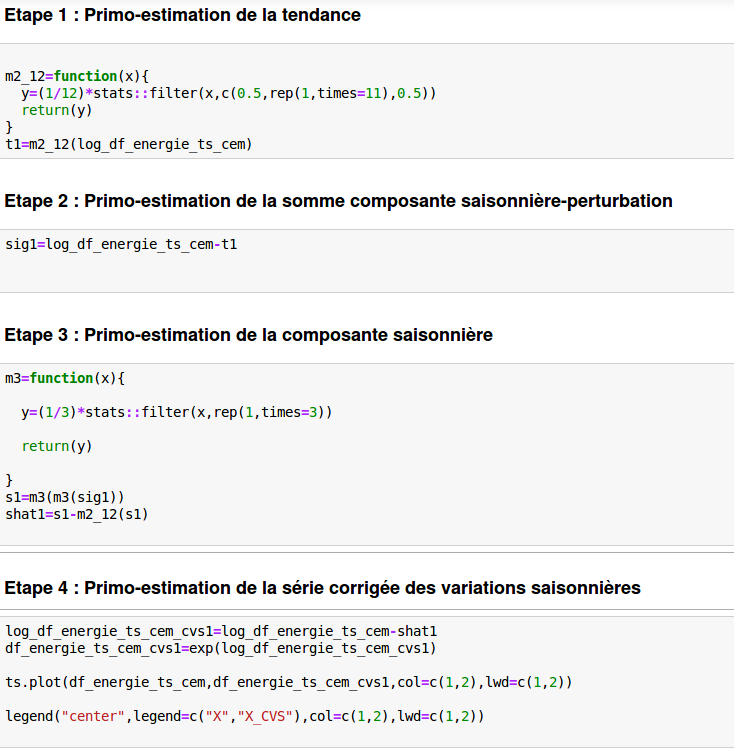 Etape 1 : Primo-estimation de la tendance
m2_12=function(x){
  y=(1/12)*stats::filter(x,c(0.5,rep(1,times=11),0.5))
  return(y)
}
t1=m2_12(log_df_energie_ts_cem)
Etape 2 : Primo-estimation de la somme composante saisonnière-perturbation
sig1=log_df_energie_ts_cem-t1
Etape 3 : Primo-estimation de la composante saisonnière
m3=function(x){
  y=(1/3)*stats::filter(x,rep(1,times=3))
  return(y)
}
s1=m3(m3(sig1))
shat1=s1-m2_12(s1)
Etape 4 : Primo-estimation de la série corrigée des variations saisonnières
log_df_energie_ts_cem_cvs1=log_df_energie_ts_cem-shat1
df_energie_ts_cem_cvs1=exp(log_df_energie_ts_cem_cvs1)
ts.plot(df_energie_ts_cem,df_energie_ts_cem_cvs1,col=c(1,2),lwd=c(1,2))
legend("center",legend=c("X","X_CVS"),col=c(1,2),lwd=c(1,2))